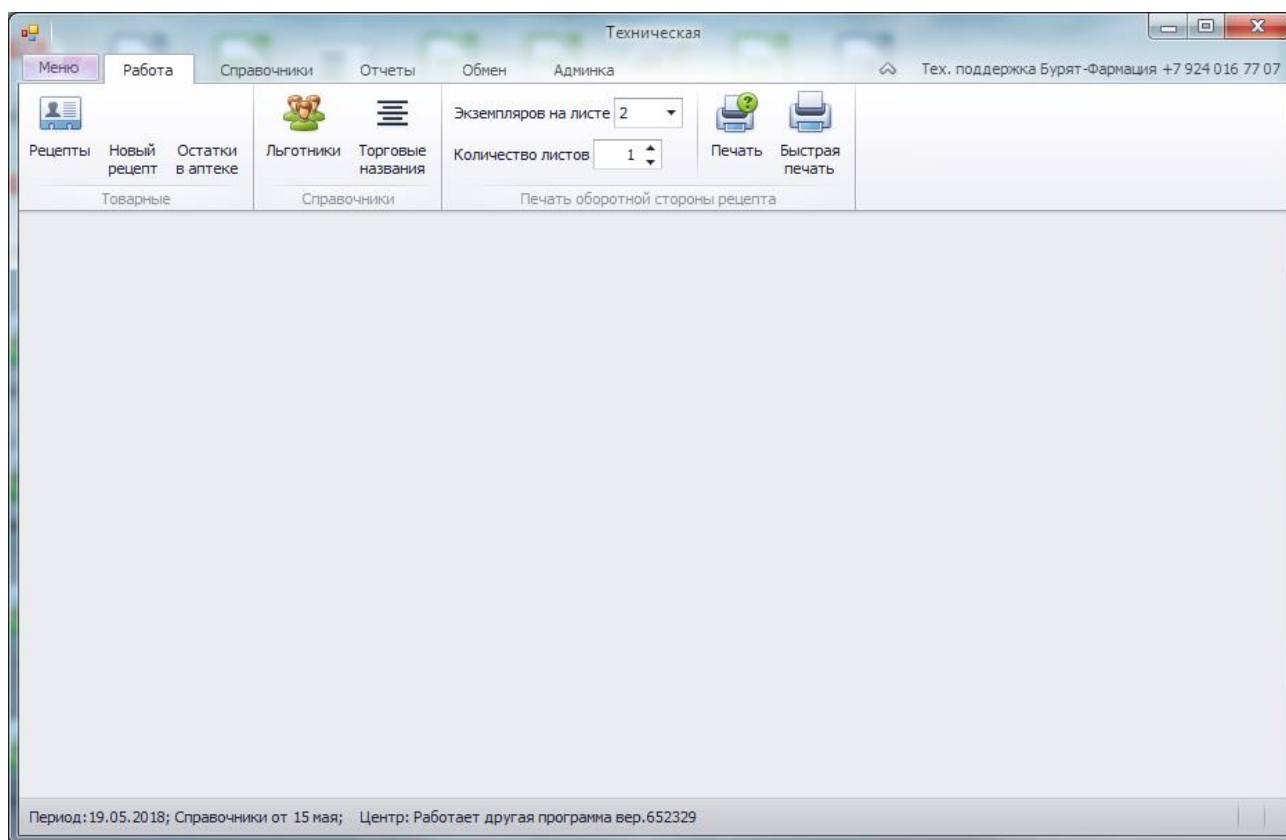 Техническая
Меню Работа Справочники Отчеты Обмен Админка Тех. поддержка Бурят-Фармация +7 924 016 77 07
Экземпляров на листе 2
Количество листов 1
Рецепты Новый рецепт Остатки в аптеке Льготники Торговые названия Печать Быстрая печать
Товарные Справочники Печать оборотной стороны рецепта
Период:19.05.2018; Справочники от 15 мая; Центр: Работает другая программа вер.652329